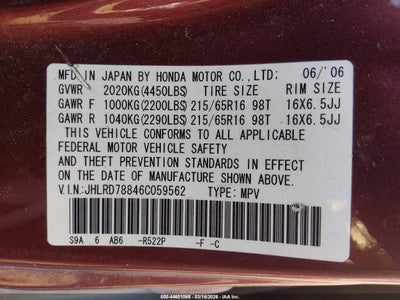 MFD.IN JAPAN BY HONDA MOTOR CO.,LTD: 06/'06
GVWR 2020KG(4450LBS) TIRE SIZE RIM SIZE
GAWR F 1000KG(2200LBS) 215/65R16 98T 16X6.5JJ
GAWR R 1040KG(2290LBS) 215/65R16 98T 16X6.5JJ
THIS VEHICLE CONFORMS TO ALL APPLICABLE
FEDERAL MOTOR VEHICLE SAFETY
AND THEFT PREVENTION STANDARDS IN EFFECT
ON THE DATE OF MANUFACTURE SHOWN ABOVE.
V.I.N:JHLRD78846C059562 TYPE: MPV
S9A 6 AB6 -R522P -F -C
000-44601066 - 03/16/2026 - IAA Inc.